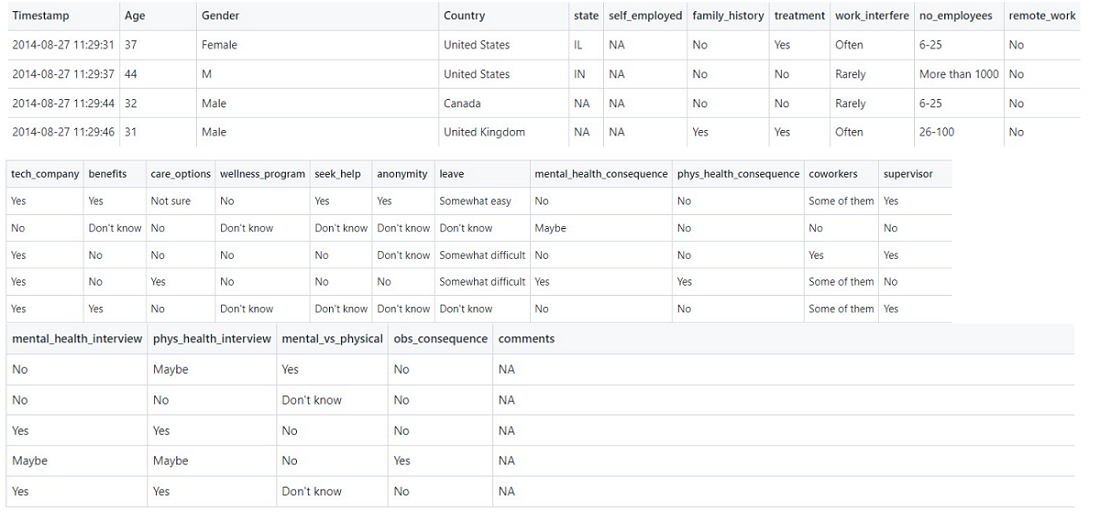 Timestamp Age Gender Country state self_employed family_history treatment work_interfere no_employees remote_work
2014-08-27 11:29:31 37 Female United States IL NA No Yes Often 6-25 No
2014-08-27 11:29:37 44 M United States IN NA No No Rarely More than 1000 No
2014-08-27 11:29:44 32 Male Canada NA NA No No Rarely 6-25 No
2014-08-27 11:29:46 31 Male United Kingdom NA NA Yes Yes Often 26-100 No
tech_company benefits care_options wellness_program seek_help anonymity leave mental_health_consequence phys_health_consequence coworkers supervisor
Yes Yes Not sure No Yes Yes Somewhat easy No No Some of them Yes
No Don't know No Don't know Don't know Don't know Don't know Maybe No No No
Yes No No No No Don't know Somewhat difficult No No Yes Yes
Yes No Yes No No No Somewhat difficult Yes Yes Some of them No
Yes Yes No Don't know Don't know Don't know Don't know No No Some of them Yes
mental_health_interview phys_health_interview mental_vs_physical obs_consequence comments
No Maybe Yes No NA
No No Don't know No NA
Yes Yes No No NA
Maybe Maybe No Yes NA
Yes Yes Don't know No NA